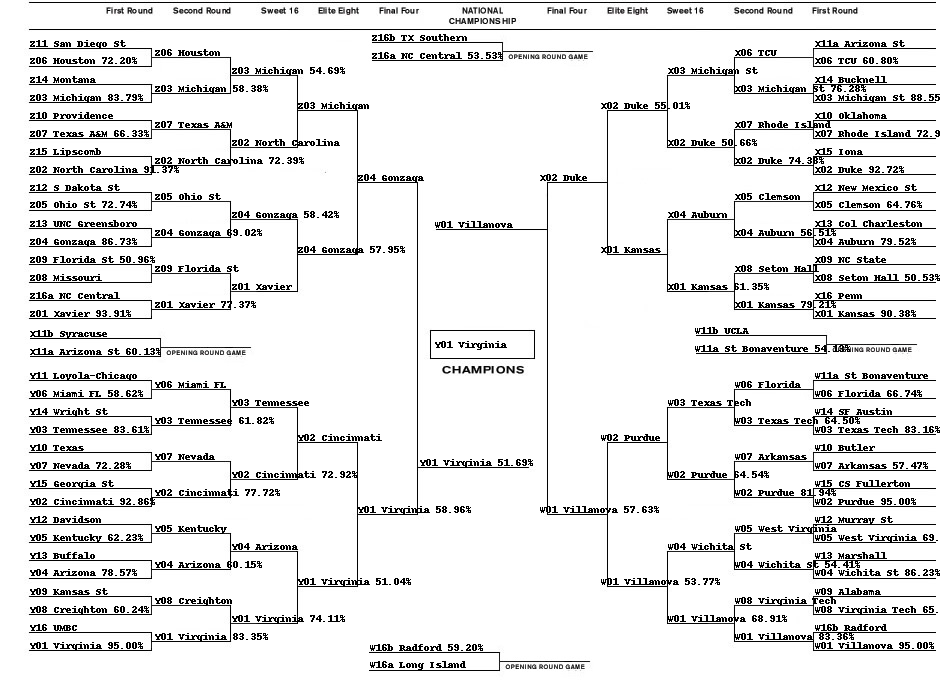 First Round Second Round Sweet 16 Elite Eight Final Four NATIONAL CHAMPIONSHIP Final Four Elite Eight Sweet 16 Second Round First Round
Z16b TX Southern
Z16a NC Central 53.53%
OPENING ROUND GAME
Z11 San Diego St
Z06 Houston 72.20%
Z14 Montana
Z03 Michigan 83.79%
Z10 Providence
Z07 Texas A&M 66.33%
Z15 Lipscomb
Z02 North Carolina 91.37%
Z12 S Dakota St
Z05 Ohio St 72.74%
Z13 UNC Greensboro
Z04 Gonzaga 86.73%
Z09 Florida St 50.96%
Z08 Missouri
Z16a NC Central
Z01 Xavier 93.91%
Z06 Houston
Z03 Michigan 58.38%
Z07 Texas A&M
Z02 North Carolina 72.39%
Z05 Ohio St
Z04 Gonzaga 69.02%
Z09 Florida St
Z01 Xavier 77.37%
Z03 Michigan 54.69%
Z02 North Carolina
Z04 Gonzaga 58.42%
Z01 Xavier
Z03 Michigan
Z04 Gonzaga 57.95%
Z04 Gonzaga
X11b Syracuse
X11a Arizona St 60.13%
OPENING ROUND GAME
Y11 Loyola-Chicago
Y06 Miami FL 58.62%
Y14 Wright St
Y03 Tennessee 83.61%
Y10 Texas
Y07 Nevada 72.28%
Y15 Georgia St
Y02 Cincinnati 92.86%
Y12 Davidson
Y05 Kentucky 62.23%
Y13 Buffalo
Y04 Arizona 78.57%
Y09 Kansas St
Y08 Creighton 60.24%
Y16 UMBC
Y01 Virginia 95.00%
Y06 Miami FL
Y03 Tennessee 61.82%
Y07 Nevada
Y02 Cincinnati 77.72%
Y05 Kentucky
Y04 Arizona 60.15%
Y08 Creighton
Y01 Virginia 83.35%
Y03 Tennessee
Y02 Cincinnati 72.92%
Y04 Arizona
Y01 Virginia 74.11%
Y02 Cincinnati
Y01 Virginia 51.04%
Y01 Virginia 58.96%
W01 Villanova
Y01 Virginia
CHAMPIONS
Y01 Virginia 51.69%
X02 Duke
W01 Villanova 57.63%
X02 Duke 55.01%
X01 Kansas
X03 Michigan St
X02 Duke 50.66%
X04 Auburn
X01 Kansas 61.35%
X06 TCU
X03 Michigan St 76.28%
X07 Rhode Island
X02 Duke 74.38%
X05 Clemson
X04 Auburn 56.51%
X08 Seton Hall
X01 Kansas 79.21%
X11a Arizona St
X06 TCU 60.80%
X14 Bucknell
X03 Michigan St 88.55
X10 Oklahoma
X07 Rhode Island 72.9
X15 Iona
X02 Duke 92.72%
X12 New Mexico St
X05 Clemson 64.76%
X13 Col Charleston
X04 Auburn 79.52%
X09 NC State
X08 Seton Hall 50.53%
X16 Penn
X01 Kansas 90.38%
W11b UCLA
W11a St Bonaventure
OPENING ROUND GAME
W02 Purdue
W01 Villanova 53.77%
W03 Texas Tech
W02 Purdue 64.54%
W04 Wichita St
W01 Villanova 68.91%
W06 Florida
W03 Texas Tech 64.50%
W07 Arkansas
W02 Purdue 81.94%
W05 West Virginia
W04 Wichita St 54.41%
W08 Virginia Tech
W01 Villanova 83.36%
W11a St Bonaventure
W06 Florida 66.74%
W14 SF Austin
W03 Texas Tech 83.16%
W10 Butler
W07 Arkansas 57.47%
W15 CS Fullerton
W02 Purdue 95.00%
W12 Murray St
W05 West Virginia 69.
W13 Marshall
W04 Wichita St 86.23%
W09 Alabama
W08 Virginia Tech 65.
W16b Radford
W01 Villanova 95.00%
W16b Radford 59.20%
W16a Long Island
OPENING ROUND GAME